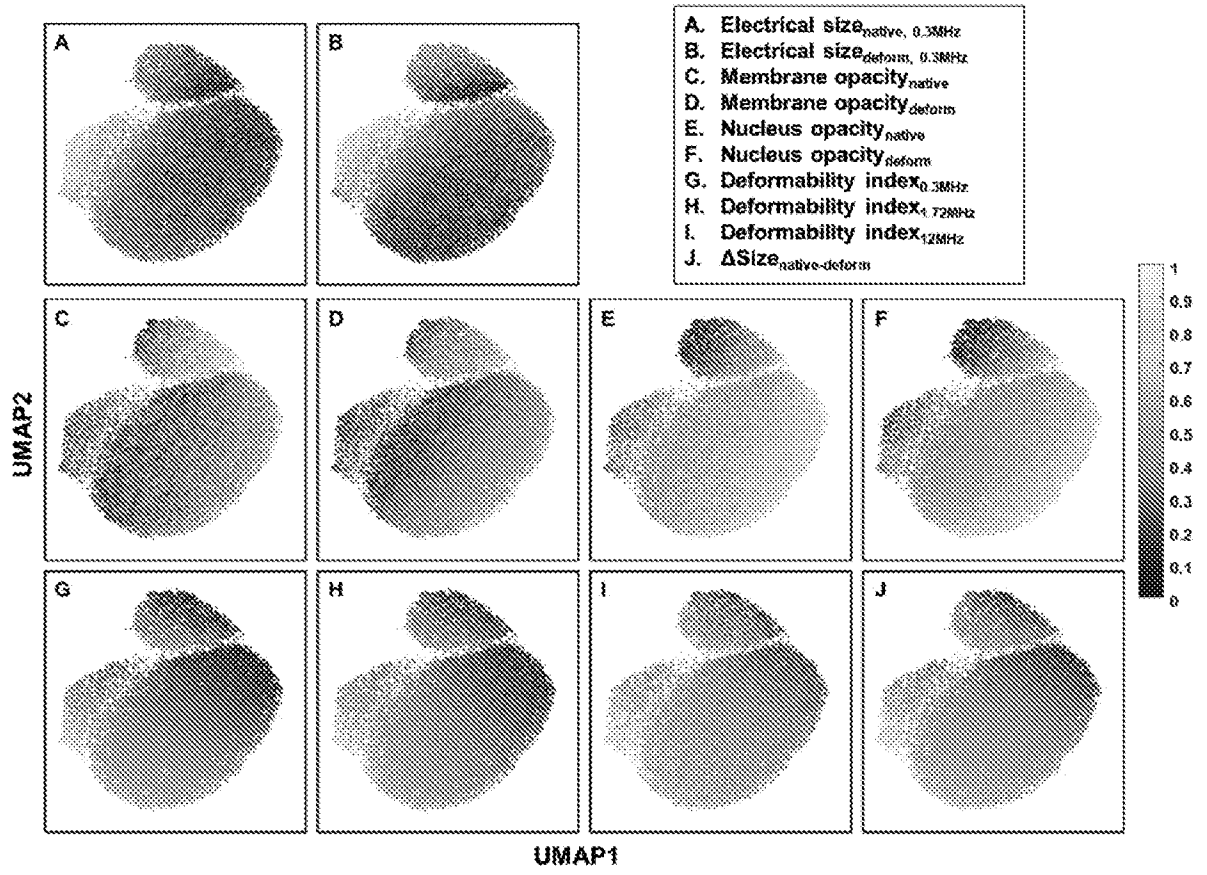 A
B
A. Electrical size native, 0.3MHz
B. Electrical size deform, 0.3MHz
C. Membrane opacity native
D. Membrane opacity deform
E. Nucleus opacity native
F. Nucleus opacity deform
G. Deformability index 0.3MHz
H. Deformability index 1.72MHz
I. Deformability index 12MHz
J. ΔSize native-deform
C
D
E
F
1
0.9
0.8
0.7
0.6
0.5
0.4
0.3
0.2
0.1
0
UMAP2
G
H
I
J
UMAP1